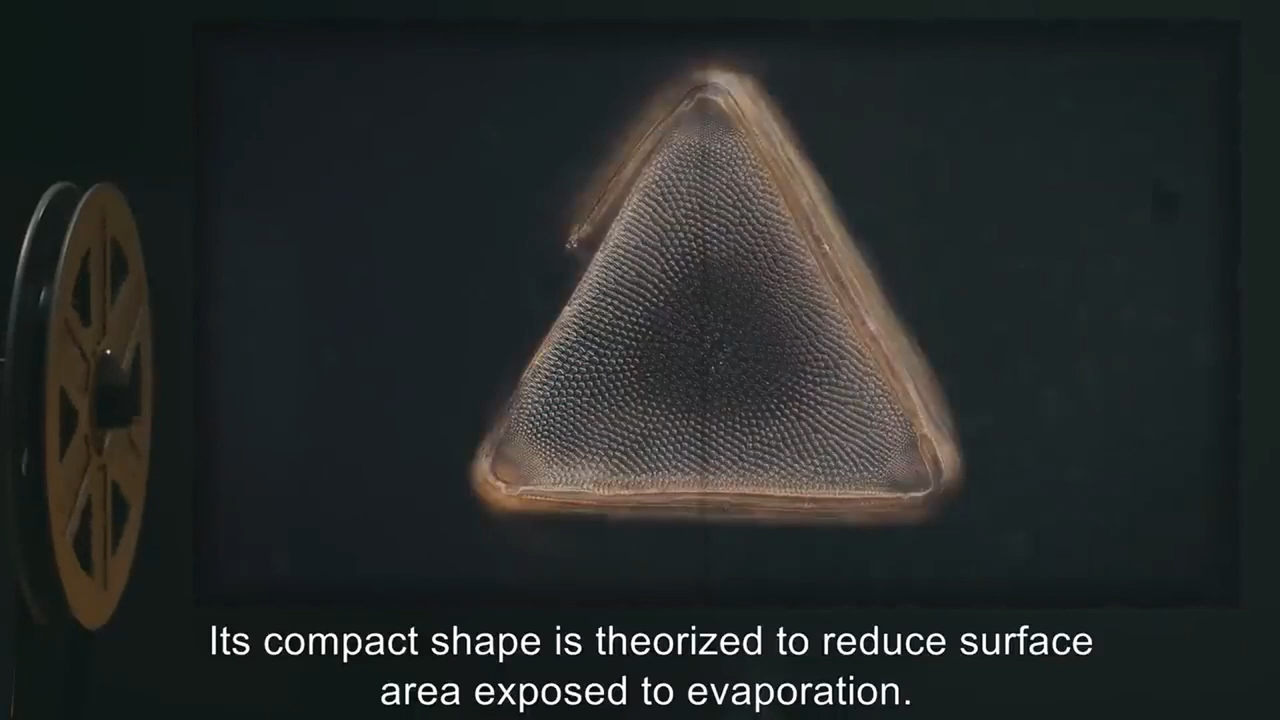 Its compact shape is theorized to reduce surface
area exposed to evaporation.